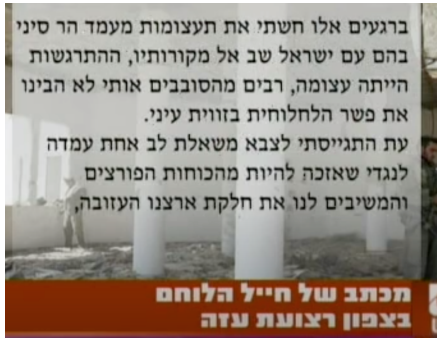 ברגעים אלו חשתי את תעצומות מעמד הר סיני
בהם עם ישראל שב אל מקורותיו, ההתרגשות
הייתה עצומה, רבים מהסובבים אותי לא הבינו
את פשר הלחלוחית בזווית עיני.
עת התגייסתי לצבא משאלת לב אחת עמדה
לנגדי שאזכה להיות מהכוחות הפורצים
והמשיבים לנו את חלקת ארצנו העזובה,
מכתב של חייל הלוחם
בצפון רצועת עזה